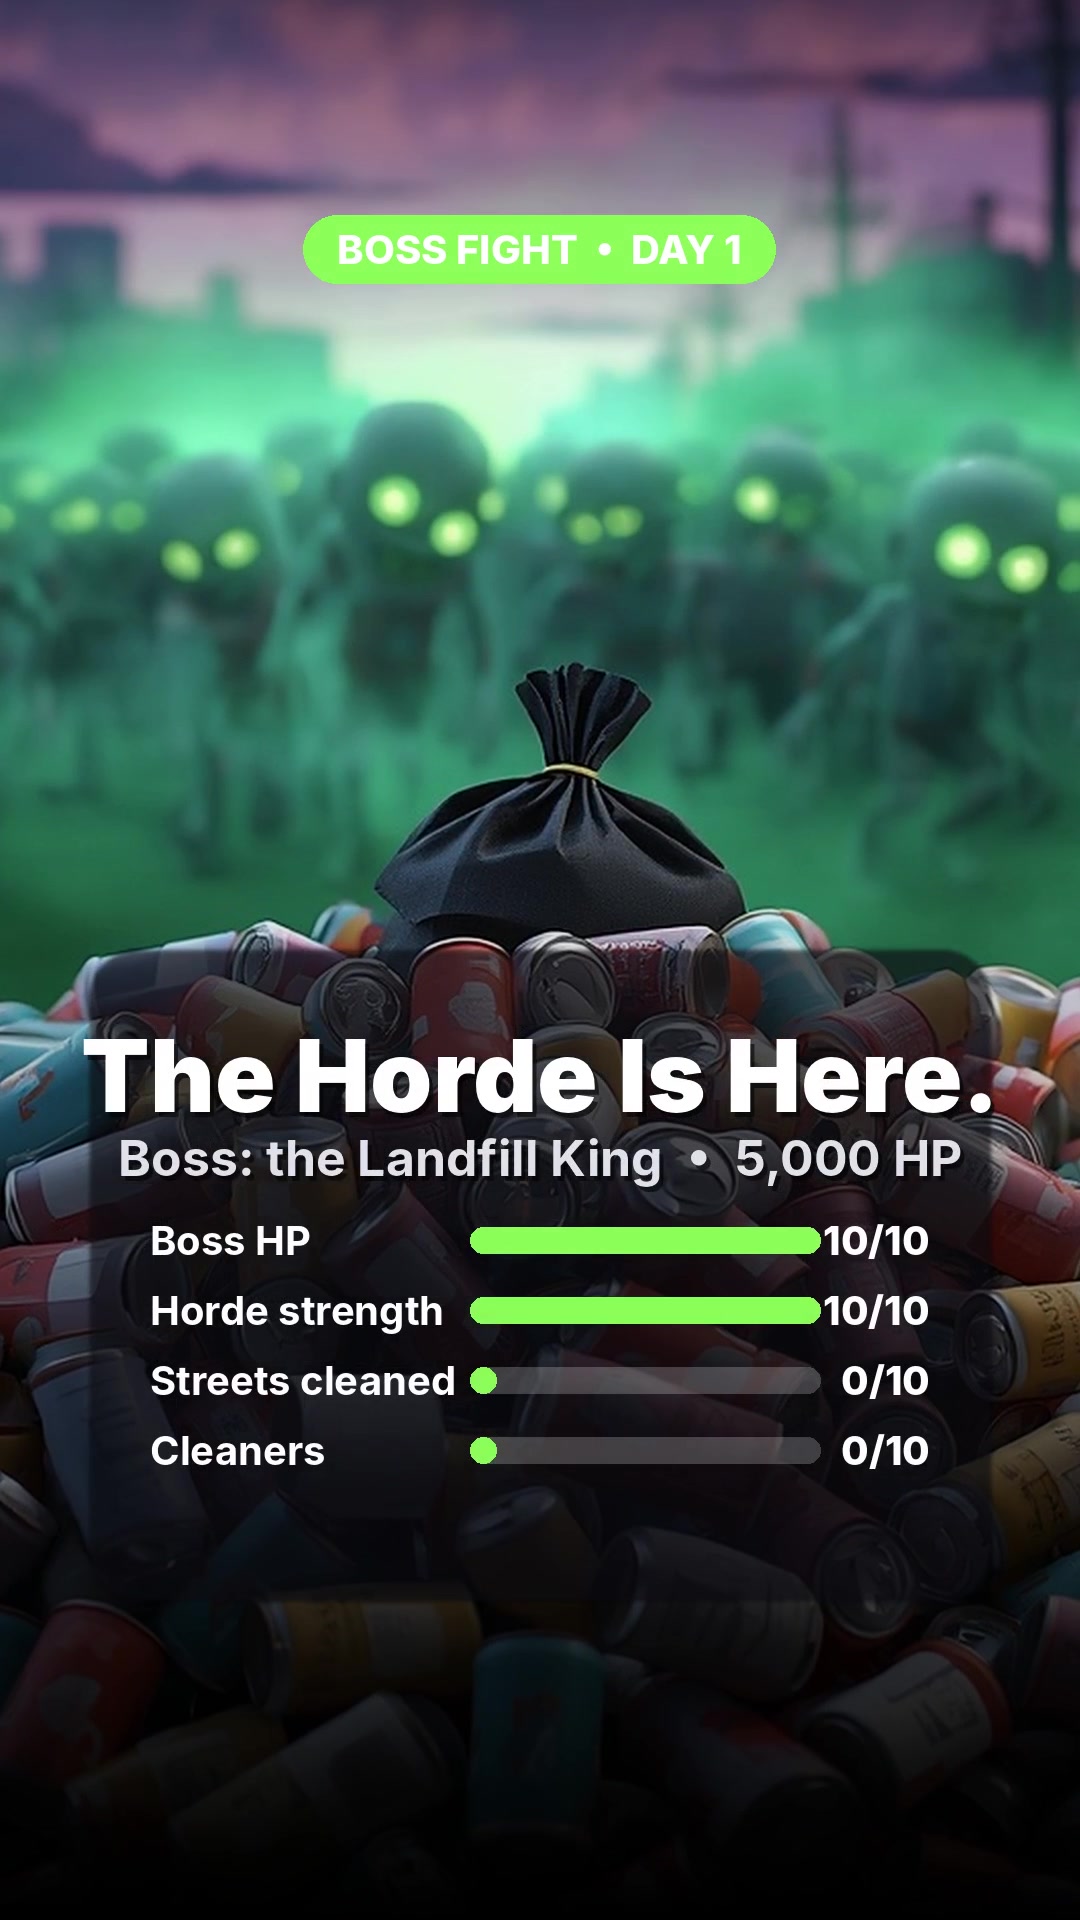 BOSS FIGHT • DAY 1
The Horde Is Here.
Boss: the Landfill King • 5,000 HP
Boss HP 10/10
Horde strength 10/10
Streets cleaned 0/10
Cleaners 0/10